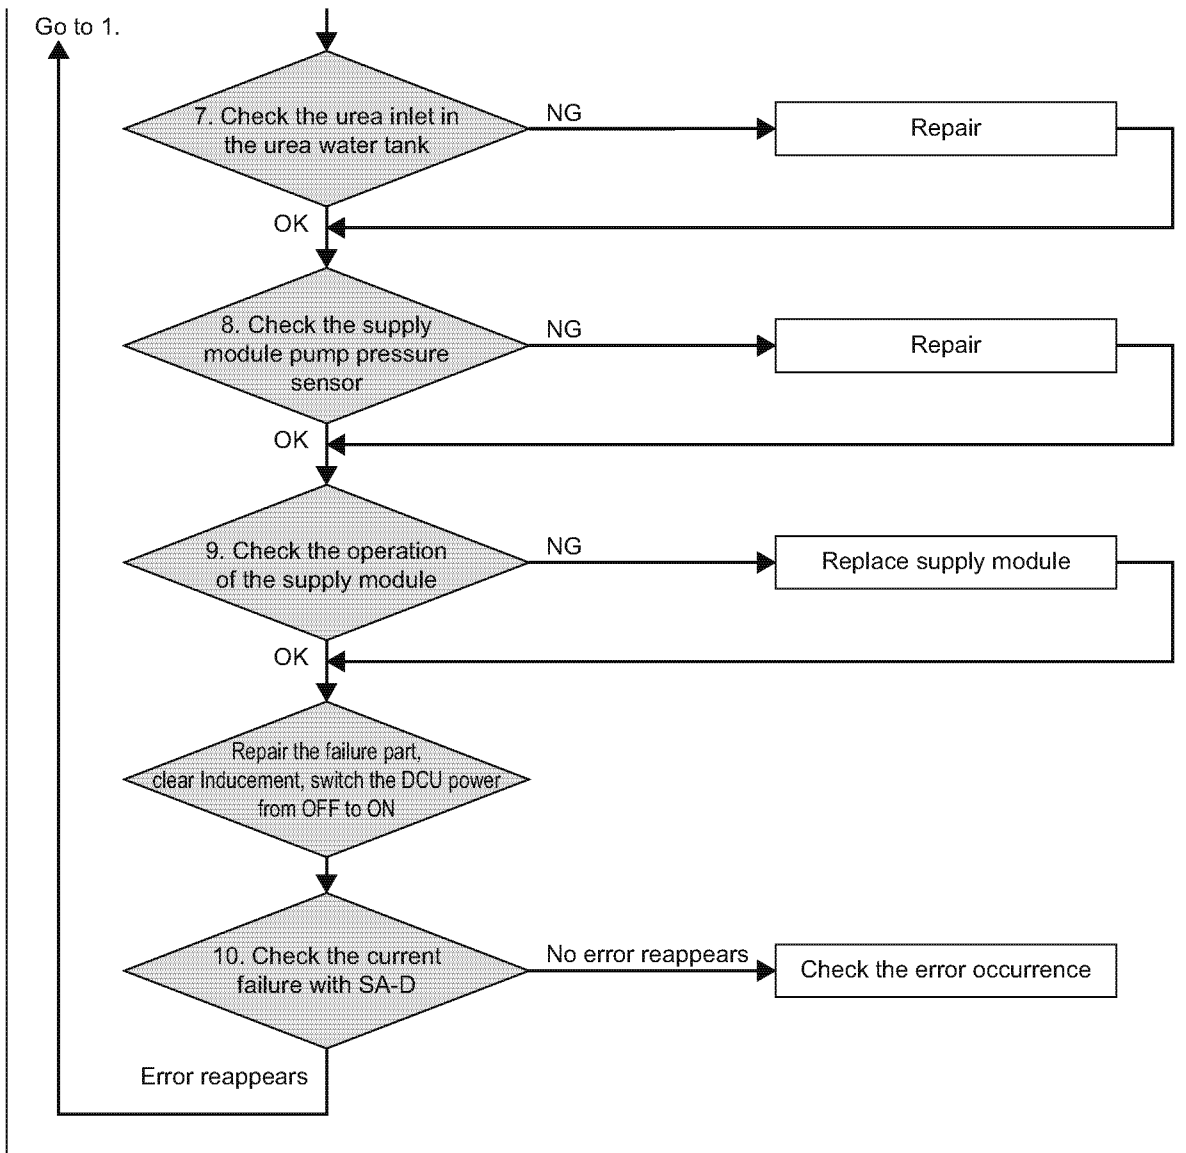 Go to 1.
7. Check the urea inlet in
the urea water tank
NG
Repair
OK
8. Check the supply
module pump pressure
sensor
NG
Repair
OK
9. Check the operation
of the supply module
NG
Replace supply module
OK
Repair the failure part,
clear Inducement, switch the DCU power
from OFF to ON
10. Check the current
failure with SA-D
No error reappears
Check the error occurrence
Error reappears